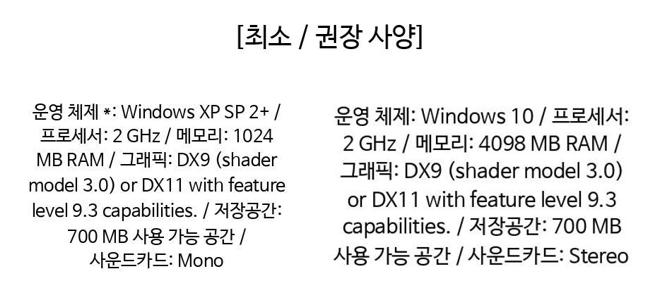 [최소 / 권장 사양]
운영 체제 *: Windows XP SP 2+ /
프로세서: 2 GHz / 메모리: 1024
MB RAM / 그래픽: DX9 (shader
model 3.0) or DX11 with feature
level 9.3 capabilities. / 저장공간:
700 MB 사용 가능 공간 /
사운드카드: Mono
운영 체제: Windows 10 / 프로세서:
2 GHz / 메모리: 4098 MB RAM /
그래픽: DX9 (shader model 3.0)
or DX11 with feature level 9.3
capabilities. / 저장공간: 700 MB
사용 가능 공간 / 사운드카드: Stereo